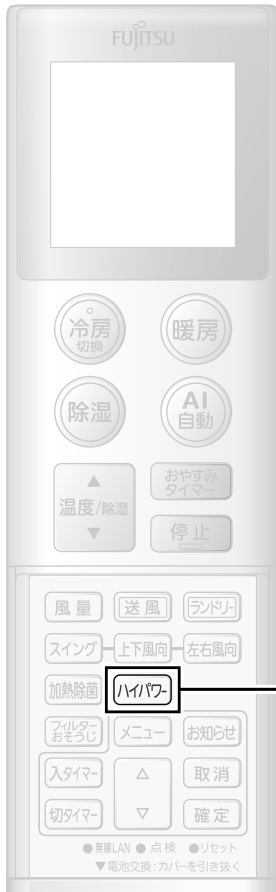 FUJITSU
冷房 暖房
切換
除湿 AI
自動
▲ おやすみ
タイマー
温度/除湿
▼ 停止
風量 送風 ランドリー
スイング 上下風向 左右風向
加熱除菌 ハイパワー
フィルター
おそうじ メニュー お知らせ
入タイマー △ 取消
切タイマー ▽ 確定
●無線LAN ●点検 ●リセット
▼電池交換:カバーを引き抜く